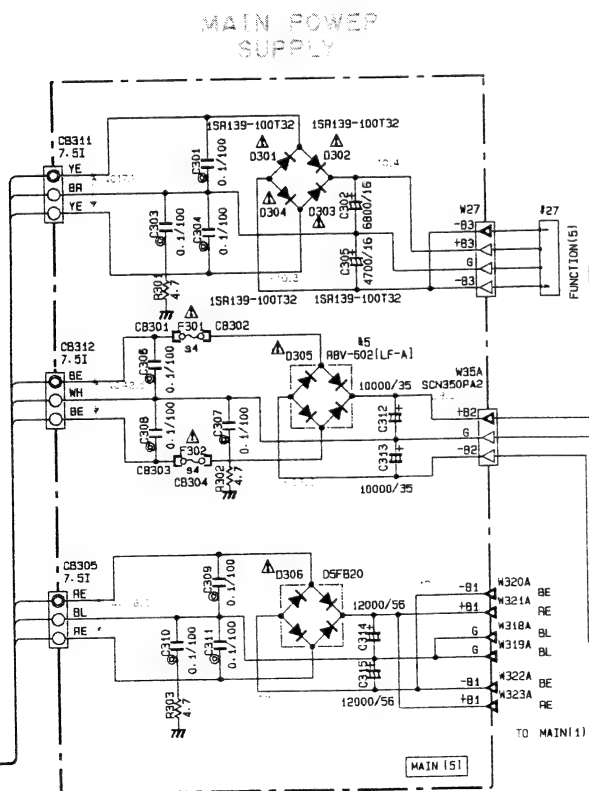 MAIN POWER
SUPPLY
CB311
7.5I
YE
BR
YE
C301
0.1/100
C303
0.1/100
C304
0.1/100
R301
4.7
1SR139-100T32
1SR139-100T32
D301
D302
D304
D303
1SR139-100T32
1SR139-100T32
C302
6800/16
C305
4700/16
W27
-B3
+B3
G
-B3
#27
FUNCTION(5)
CB312
7.5I
BE
WH
BE
CB301
F301
CB302
S4
C306
0.1/100
C308
0.1/100
C307
0.1/100
F302
S4
CB303
CB304
R302
4.7
D305
#5
RBV-602(LF-A)
10000/35
C312
C313
10000/35
W35A
SCN350PA2
+B2
G
-B2
CB305
7.5I
RE
BL
RE
C309
0.1/100
C310
0.1/100
C311
0.1/100
R303
4.7
D306
D5FB20
12000/56
C314
C315
12000/56
-B1
W320A
BE
+B1
W321A
RE
G
W318A
BL
G
W319A
BL
-B1
W322A
BE
+B1
W323A
RE
TO MAIN(1)
MAIN (5)